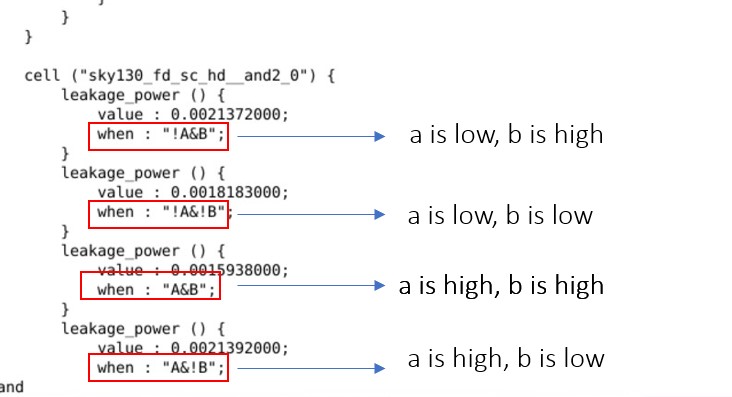 }
}
}
cell ("sky130_fd_sc_hd__and2_0") {
leakage_power () {
value : 0.0021372000;
when : "!A&B";
a is low, b is high
}
leakage_power () {
value : 0.0018183000;
when : "!A&!B";
a is low, b is low
}
leakage_power () {
value : 0.0015938000;
when : "A&B";
a is high, b is high
}
leakage_power () {
value : 0.0021392000;
when : "A&!B";
a is high, b is low
and